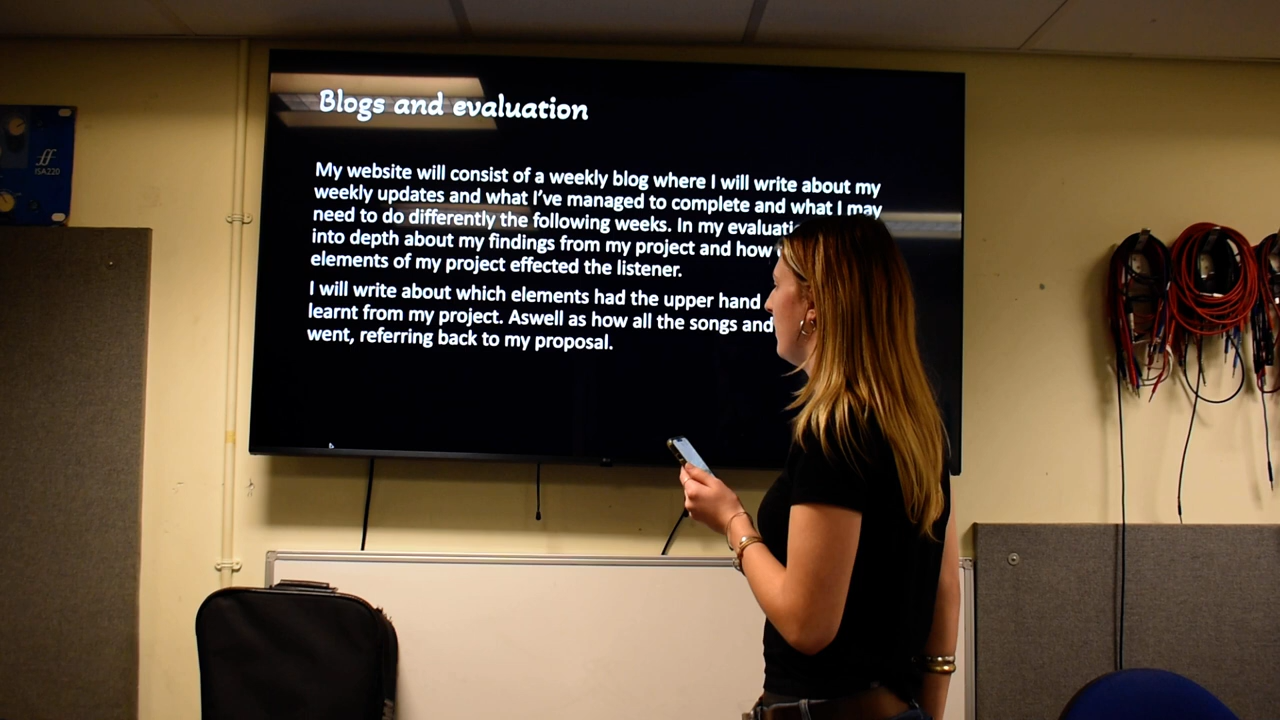 Blogs and evaluation
My website will consist of a weekly blog where I will write about my
weekly updates and what I've managed to complete and what I may
need to do differently the following weeks. In my
into depth about my findings from my project and how
elements of my project effected the listener.
I will write about which elements had the upper hand
learnt from my project. Aswell as how all the songs and
went, referring back to my proposal.
ISA220